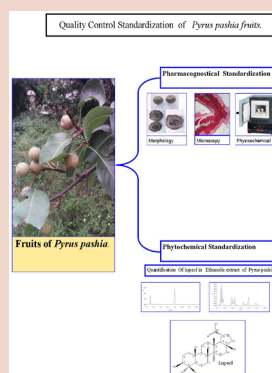 Quality Control Standardization of Pyrus pashia fruits.
Pharmacognostical Standardization
Morphology
Microscopy
Physicochemical
Fruits of Pyrus pashia.
Phytochemical Standardization
Quantification Of lupeol in Ethanolic extract of Pyrus pashia
Lupeol